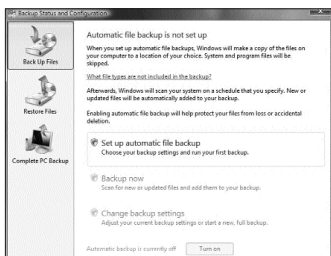 Backup Status and Configuration
Back Up Files
Restore Files
Complete PC Backup
Automatic file backup is not set up
When you set up automatic file backups, Windows will make a copy of the files on
your computer to a location of your choice. System and program files will be
skipped.
What file types are not included in the backup?
Afterwards, Windows will scan your system on a schedule that you specify. New or
updated files will be automatically added to your backup.
Enabling automatic file backup will help protect your files from loss or accidental
deletion.
Set up automatic file backup
Choose your backup settings and run your first backup.
Backup now
Scan for new or updated files and add them to your backup.
Change backup settings
Adjust your current backup settings or start a new, full backup.
Automatic backup is currently off
Turn on